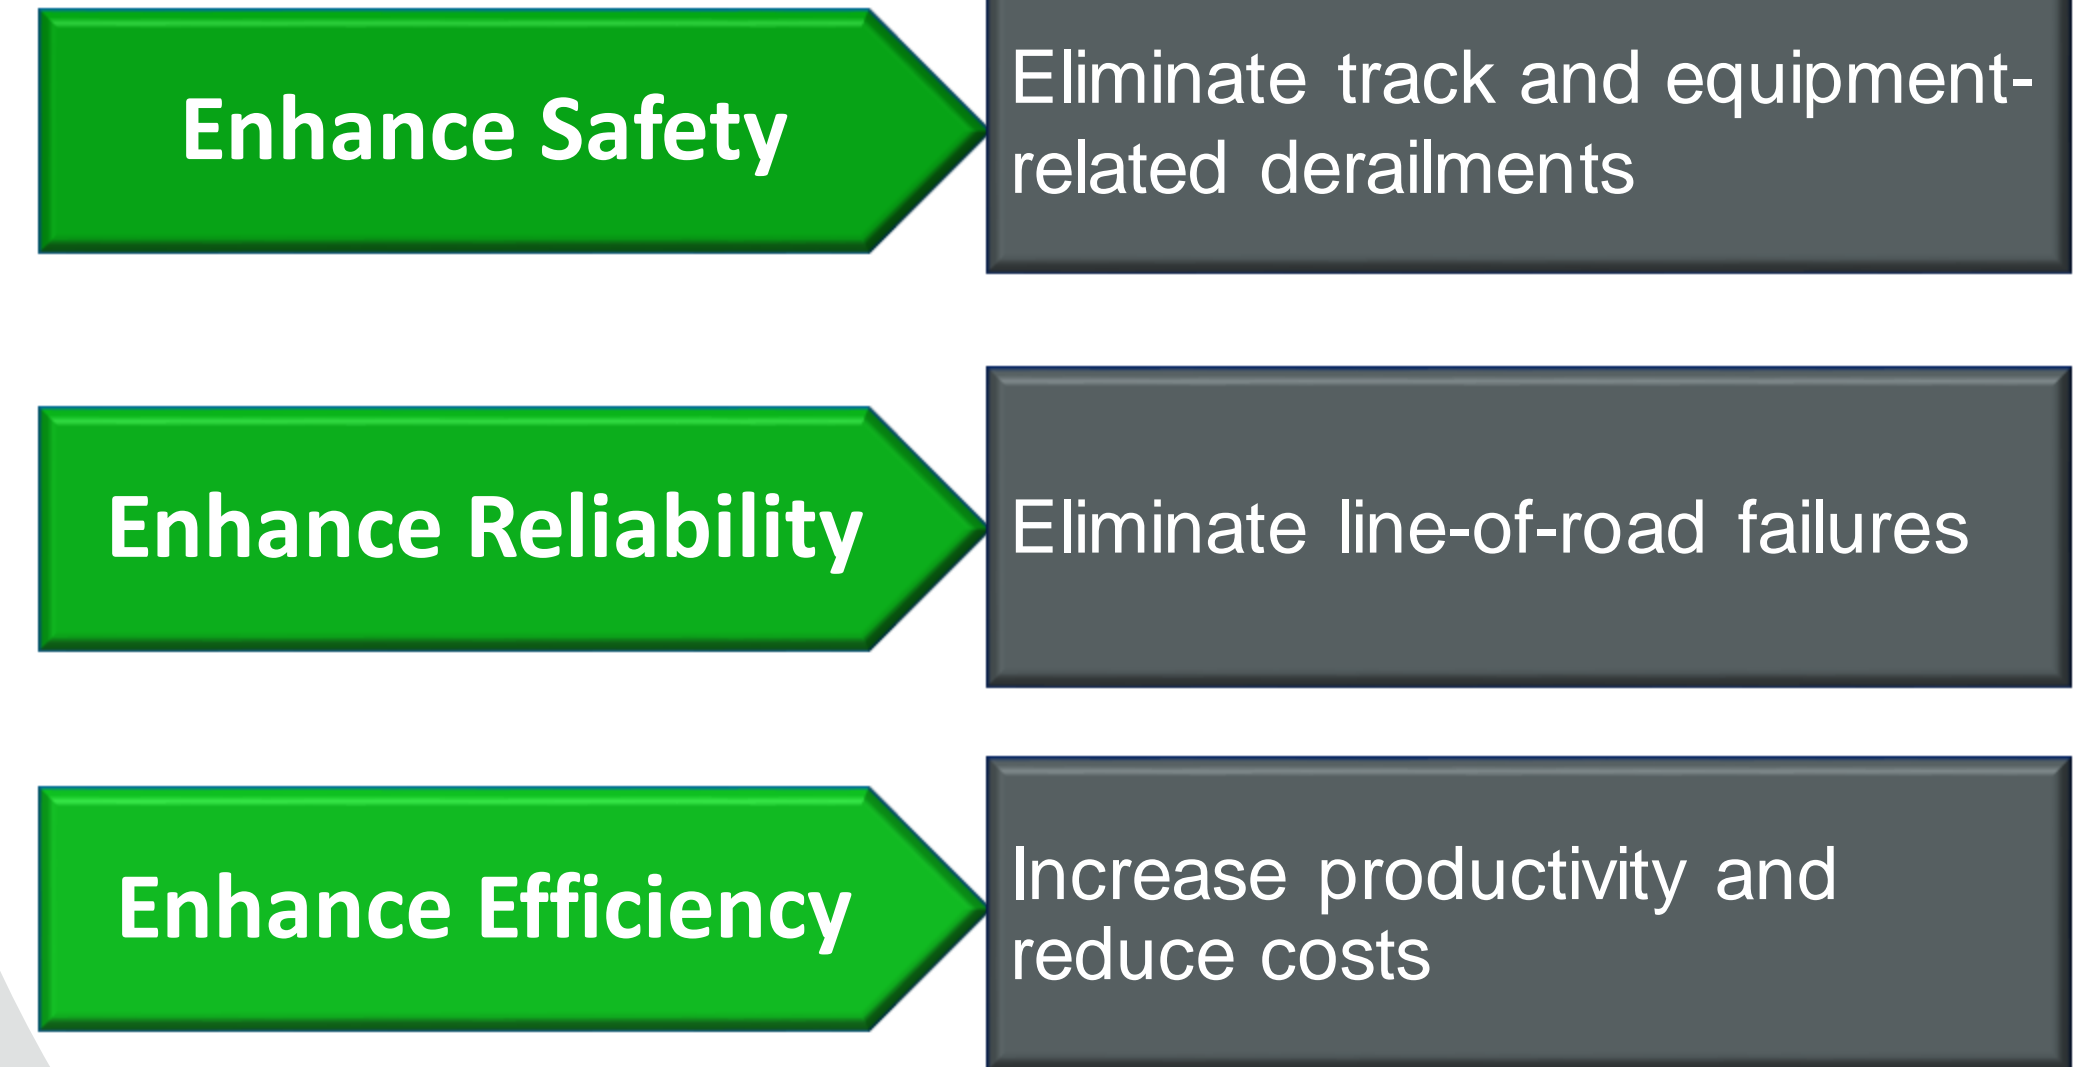 Enhance Safety
Eliminate track and equipment-
related derailments
Enhance Reliability
Eliminate line-of-road failures
Enhance Efficiency
Increase productivity and
reduce costs